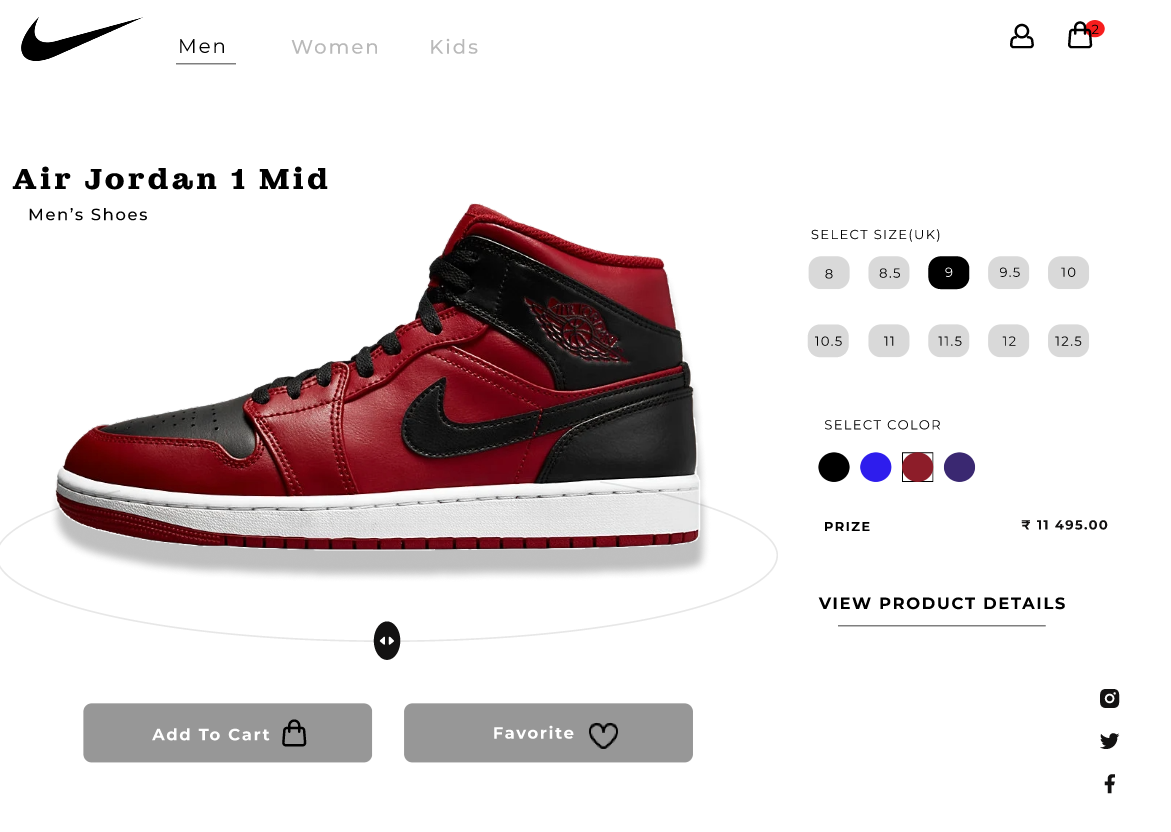 Men Women Kids 2
Air Jordan 1 Mid
Men's Shoes
SELECT SIZE(UK)
8 8.5 9 9.5 10
10.5 11 11.5 12 12.5
SELECT COLOR
PRIZE ₹ 11 495.00
VIEW PRODUCT DETAILS
Add To Cart Favorite